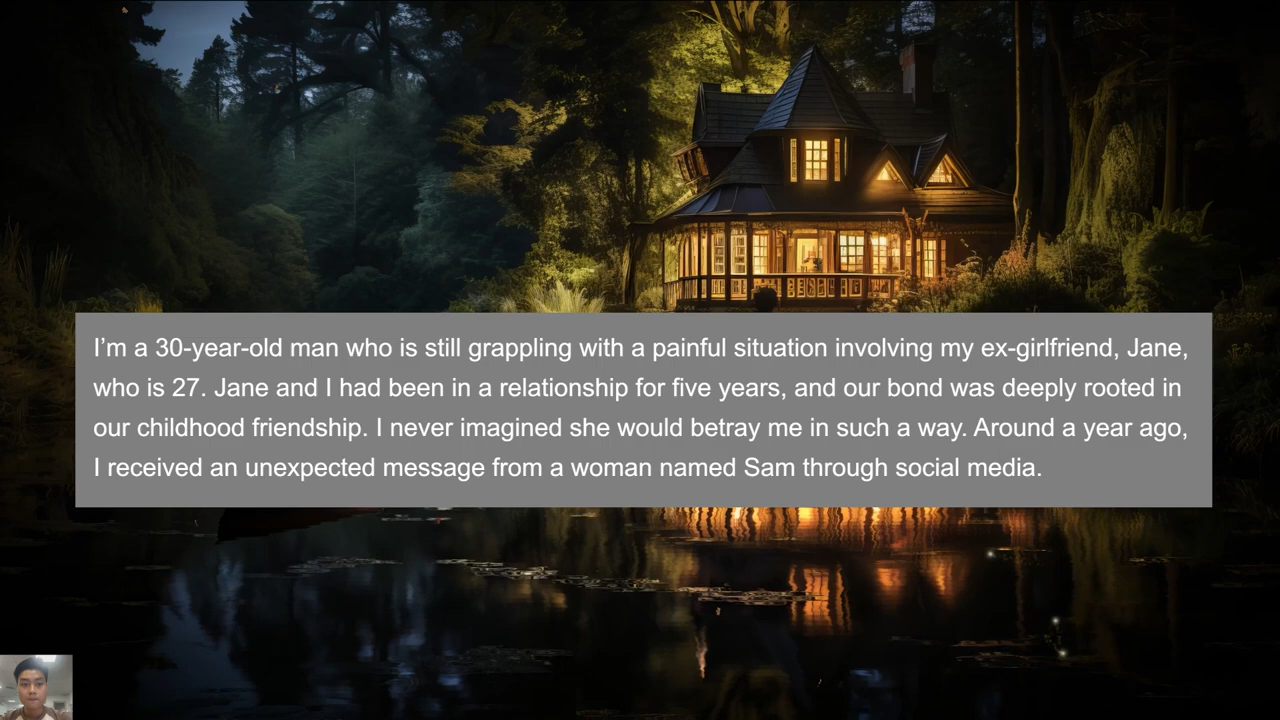 I’m a 30-year-old man who is still grappling with a painful situation involving my ex-girlfriend, Jane,
who is 27. Jane and I had been in a relationship for five years, and our bond was deeply rooted in
our childhood friendship. I never imagined she would betray me in such a way. Around a year ago,
I received an unexpected message from a woman named Sam through social media.